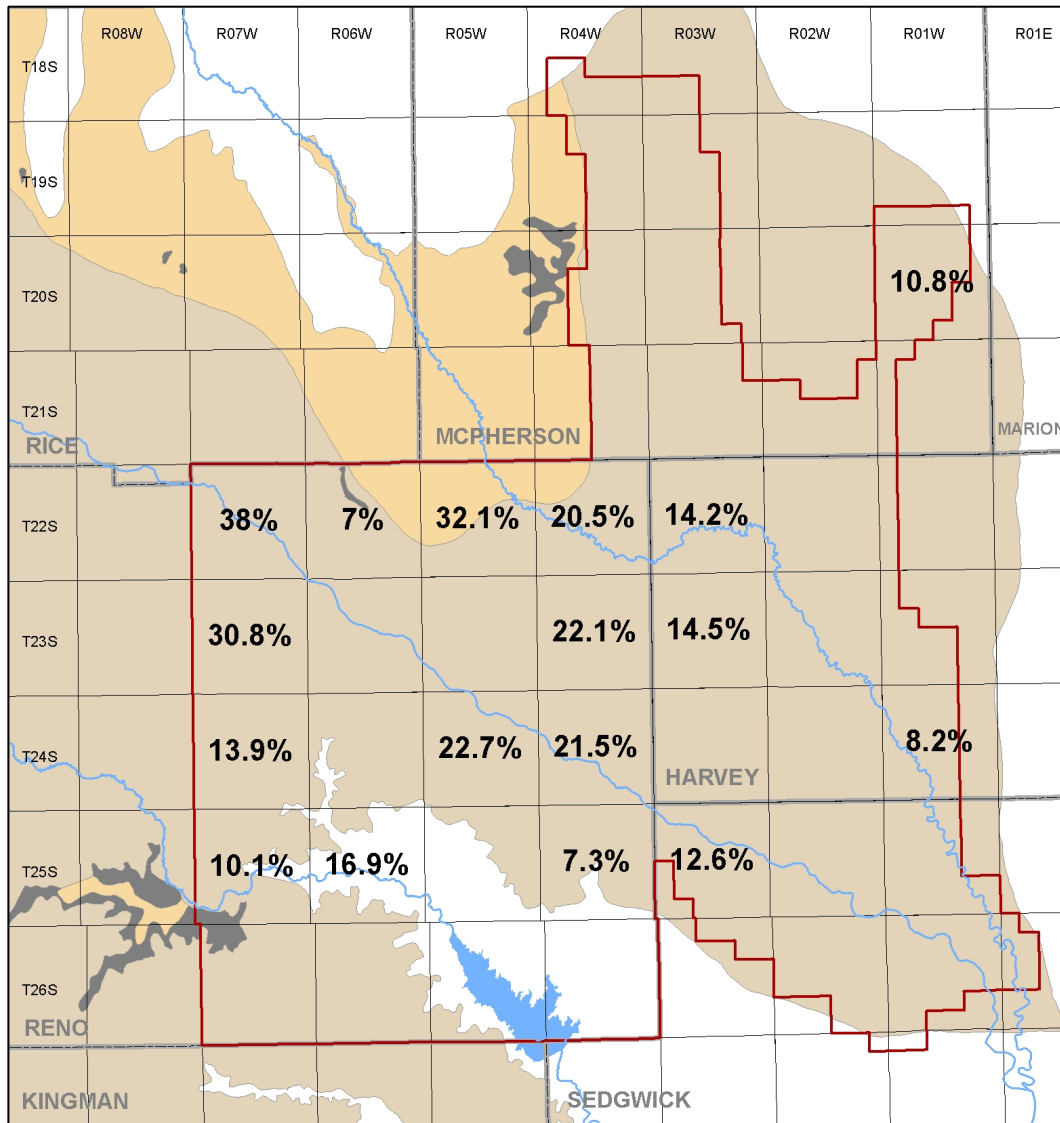 R08W R07W R06W R05W R04W R03W R02W R01W R01E
T18S
T19S
T20S 10.8%
T21S
RICE MCPHERSON MARION
T22S 38% 7% 32.1% 20.5% 14.2%
T23S 30.8% 22.1% 14.5%
T24S 13.9% 22.7% 21.5% 8.2%
HARVEY
T25S 10.1% 16.9% 7.3% 12.6%
T26S
RENO
KINGMAN SEDGWICK